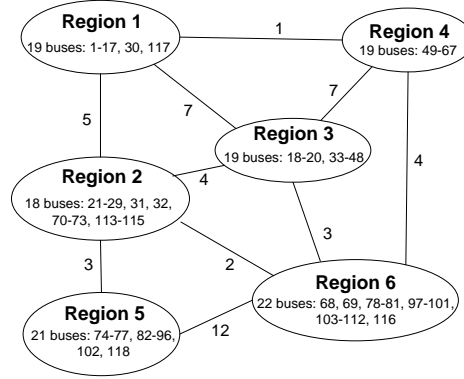 Region 1
19 buses: 1-17, 30, 117
1
Region 4
19 buses: 49-67
7
7
5
Region 3
19 buses: 18-20, 33-48
4
4
Region 2
18 buses: 21-29, 31, 32,
70-73, 113-115
3
3
2
Region 6
22 buses: 68, 69, 78-81, 97-101,
103-112, 116
Region 5
21 buses: 74-77, 82-96,
102, 118
12